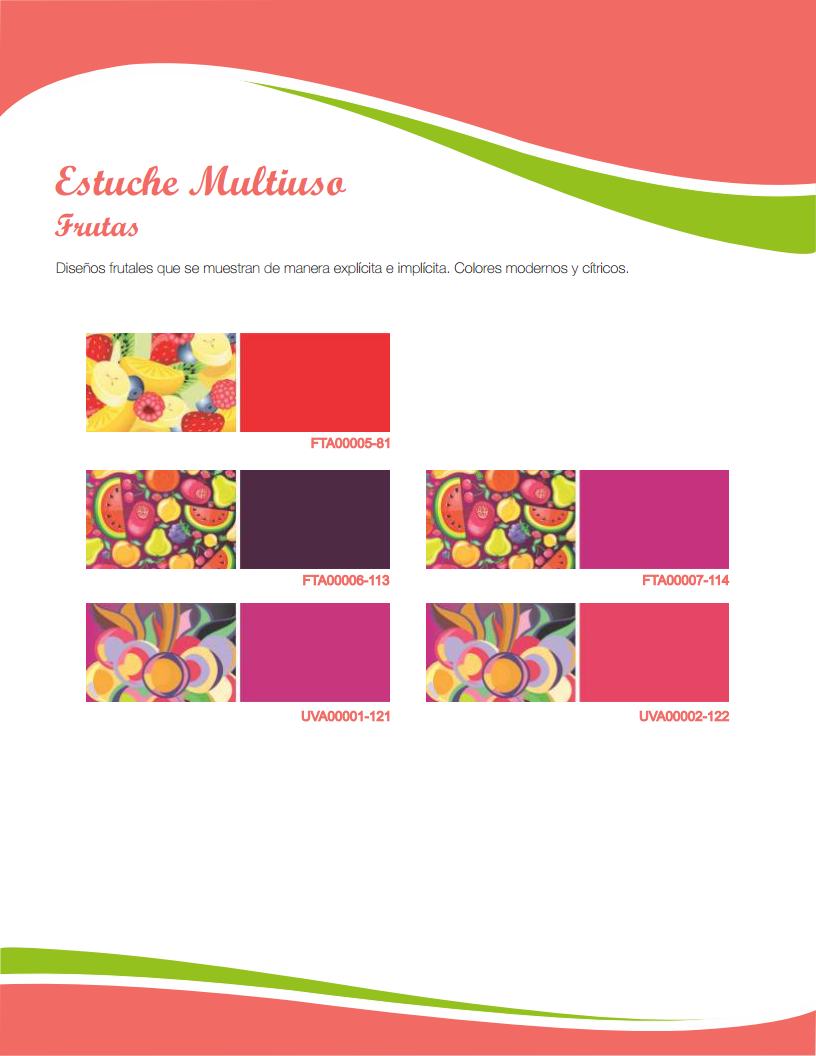 Estuche Multiuso
Frutas
Diseños frutales que se muestran de manera explícita e implícita. Colores modernos y cítricos.
FTA00005-81
FTA00006-113
FTA00007-114
UVA00001-121
UVA00002-122